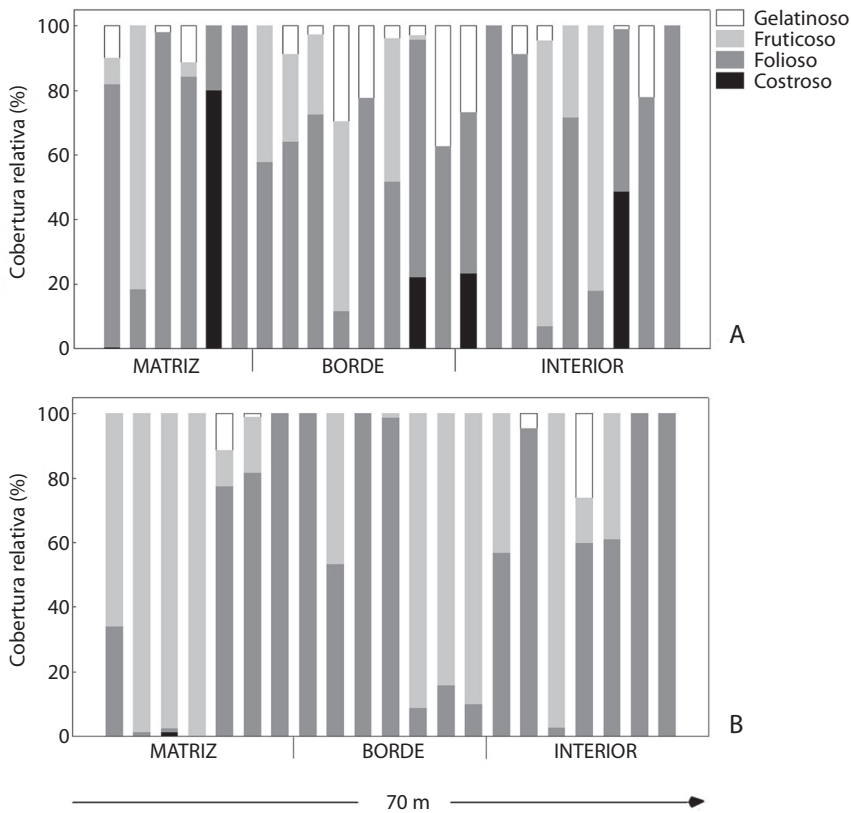 Gelatinoso
Fruticoso
Folioso
Costroso
Cobertura relativa (%)
100
80
60
40
20
0
A
MATRIZ
BORDE
INTERIOR
Cobertura relativa (%)
100
80
60
40
20
0
B
MATRIZ
BORDE
INTERIOR
70 m